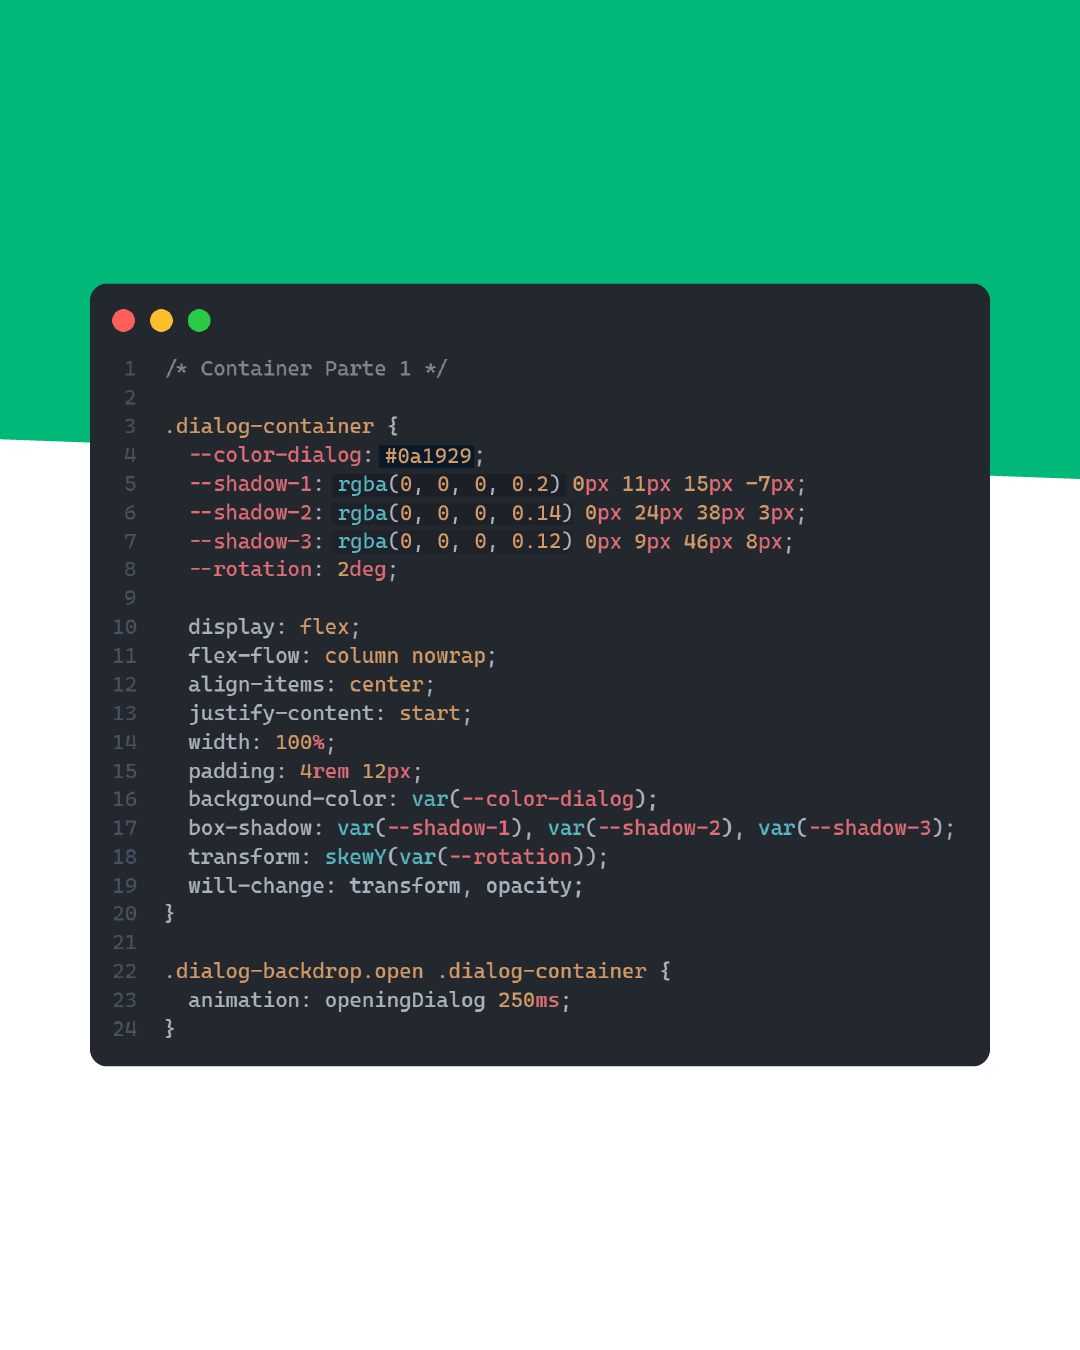 1 /* Container Parte 1 */
2
3 .dialog-container {
4 --color-dialog: #0a1929;
5 --shadow-1: rgba(0, 0, 0, 0.2) 0px 11px 15px -7px;
6 --shadow-2: rgba(0, 0, 0, 0.14) 0px 24px 38px 3px;
7 --shadow-3: rgba(0, 0, 0, 0.12) 0px 9px 46px 8px;
8 --rotation: 2deg;
9
10 display: flex;
11 flex-flow: column nowrap;
12 align-items: center;
13 justify-content: start;
14 width: 100%;
15 padding: 4rem 12px;
16 background-color: var(--color-dialog);
17 box-shadow: var(--shadow-1), var(--shadow-2), var(--shadow-3);
18 transform: skewY(var(--rotation));
19 will-change: transform, opacity;
20 }
21
22 .dialog-backdrop.open .dialog-container {
23 animation: openingDialog 250ms;
24 }